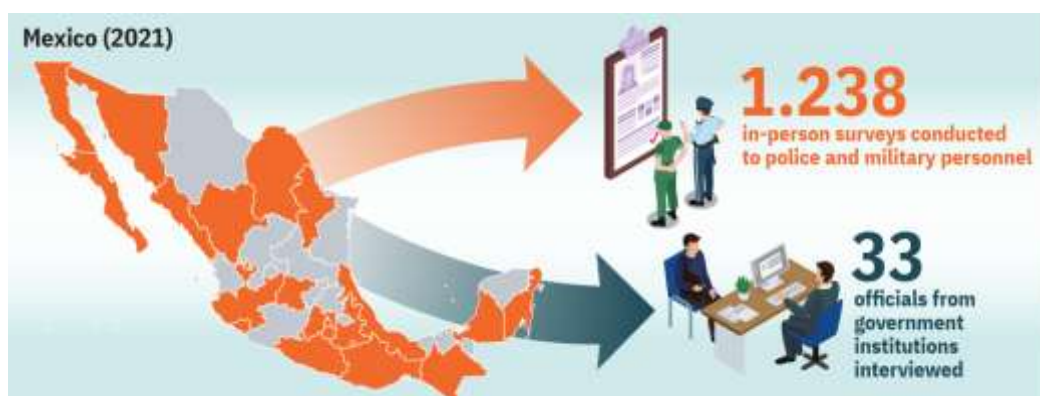 Mexico (2021)
1.238
in-person surveys conducted
to police and military personnel
33
officials from
government
institutions
interviewed